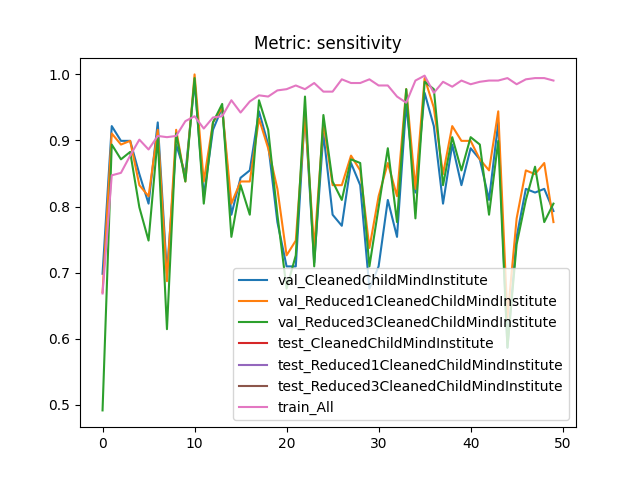 Metric: sensitivity
1.0
0.9
0.8
0.7
0.6
0.5
0
10
20
30
40
50
val_CleanedChildMindInstitute
val_Reduced1CleanedChildMindInstitute
val_Reduced3CleanedChildMindInstitute
test_CleanedChildMindInstitute
test_Reduced1CleanedChildMindInstitute
test_Reduced3CleanedChildMindInstitute
train_All